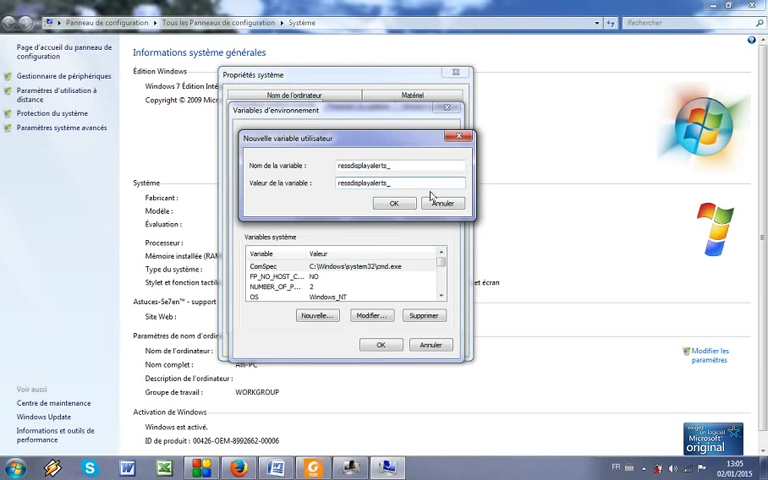 Panneau de configuration
Tous les Panneaux de configuration
Système
Rechercher
Page d'accueil du panneau de
configuration
Gestionnaire de périphériques
Paramètres d'utilisation à
distance
Protection du système
Paramètres système avancés
Voir aussi
Centre de maintenance
Windows Update
Informations et outils de
performance
Informations système générales
Édition Windows
Windows 7 Édition Inté
Copyright © 2009 Micr
Système
Fabricant :
Modèle :
Évaluation :
Processeur :
Mémoire installée (RAM
Type du système :
Stylet et fonction tactile
et écran
Astuces-Se7en™ - support
Site Web :
Paramètres de nom d'ordin
Nom de l'ordinateur :
Nom complet :
Description de l'ordinateur :
Groupe de travail :
WORKGROUP
Activation de Windows
Windows est activé.
ID de produit : 00426-OEM-8992662-00006
Modifier les
paramètres
Microsoft
original
Propriétés système
Nom de l'ordinateur
Matériel
Variables d'environnement
Nouvelle variable utilisateur
Nom de la variable :
ressdisplayalerts_
Valeur de la variable :
ressdisplayalerts_
OK
Annuler
Variables système
Variable
Valeur
ComSpec
C:\Windows\system32\cmd.exe
FP_NO_HOST_C...
NO
NUMBER_OF_P...
2
OS
Windows_NT
Nouvelle...
Modifier...
Supprimer
OK
Annuler
FR
13:05
02/01/2015